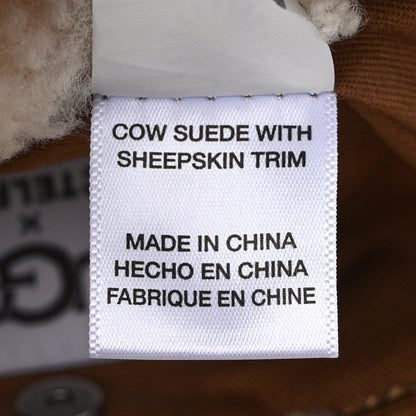 COW SUEDE WITH
SHEEPSKIN TRIM
MADE IN CHINA
HECHO EN CHINA
FABRIQUE EN CHINE